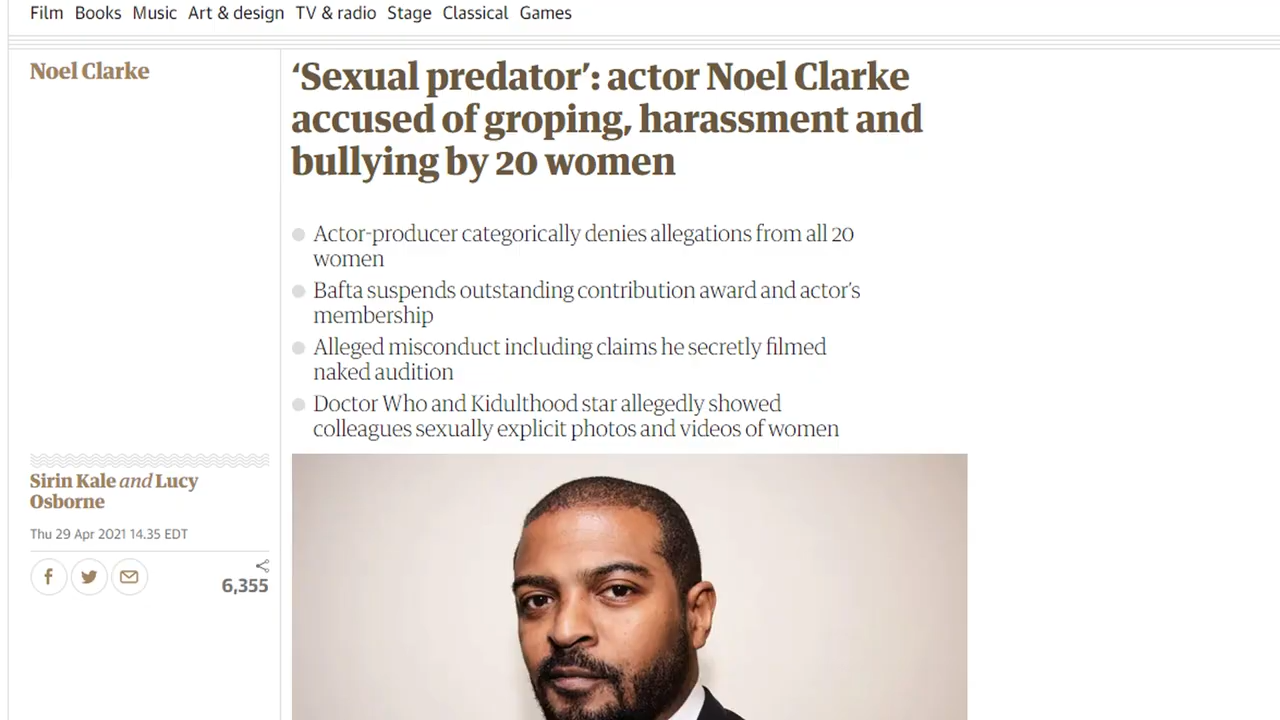 Film Books Music Art & design TV & radio Stage Classical Games
Noel Clarke
‘Sexual predator’: actor Noel Clarke
accused of groping, harassment and
bullying by 20 women
Actor-producer categorically denies allegations from all 20
women
Bafta suspends outstanding contribution award and actor’s
membership
Alleged misconduct including claims he secretly filmed
naked audition
Doctor Who and Kidulthood star allegedly showed
colleagues sexually explicit photos and videos of women
Sirin Kale and Lucy
Osborne
Thu 29 Apr 2021 14.35 EDT
6,355